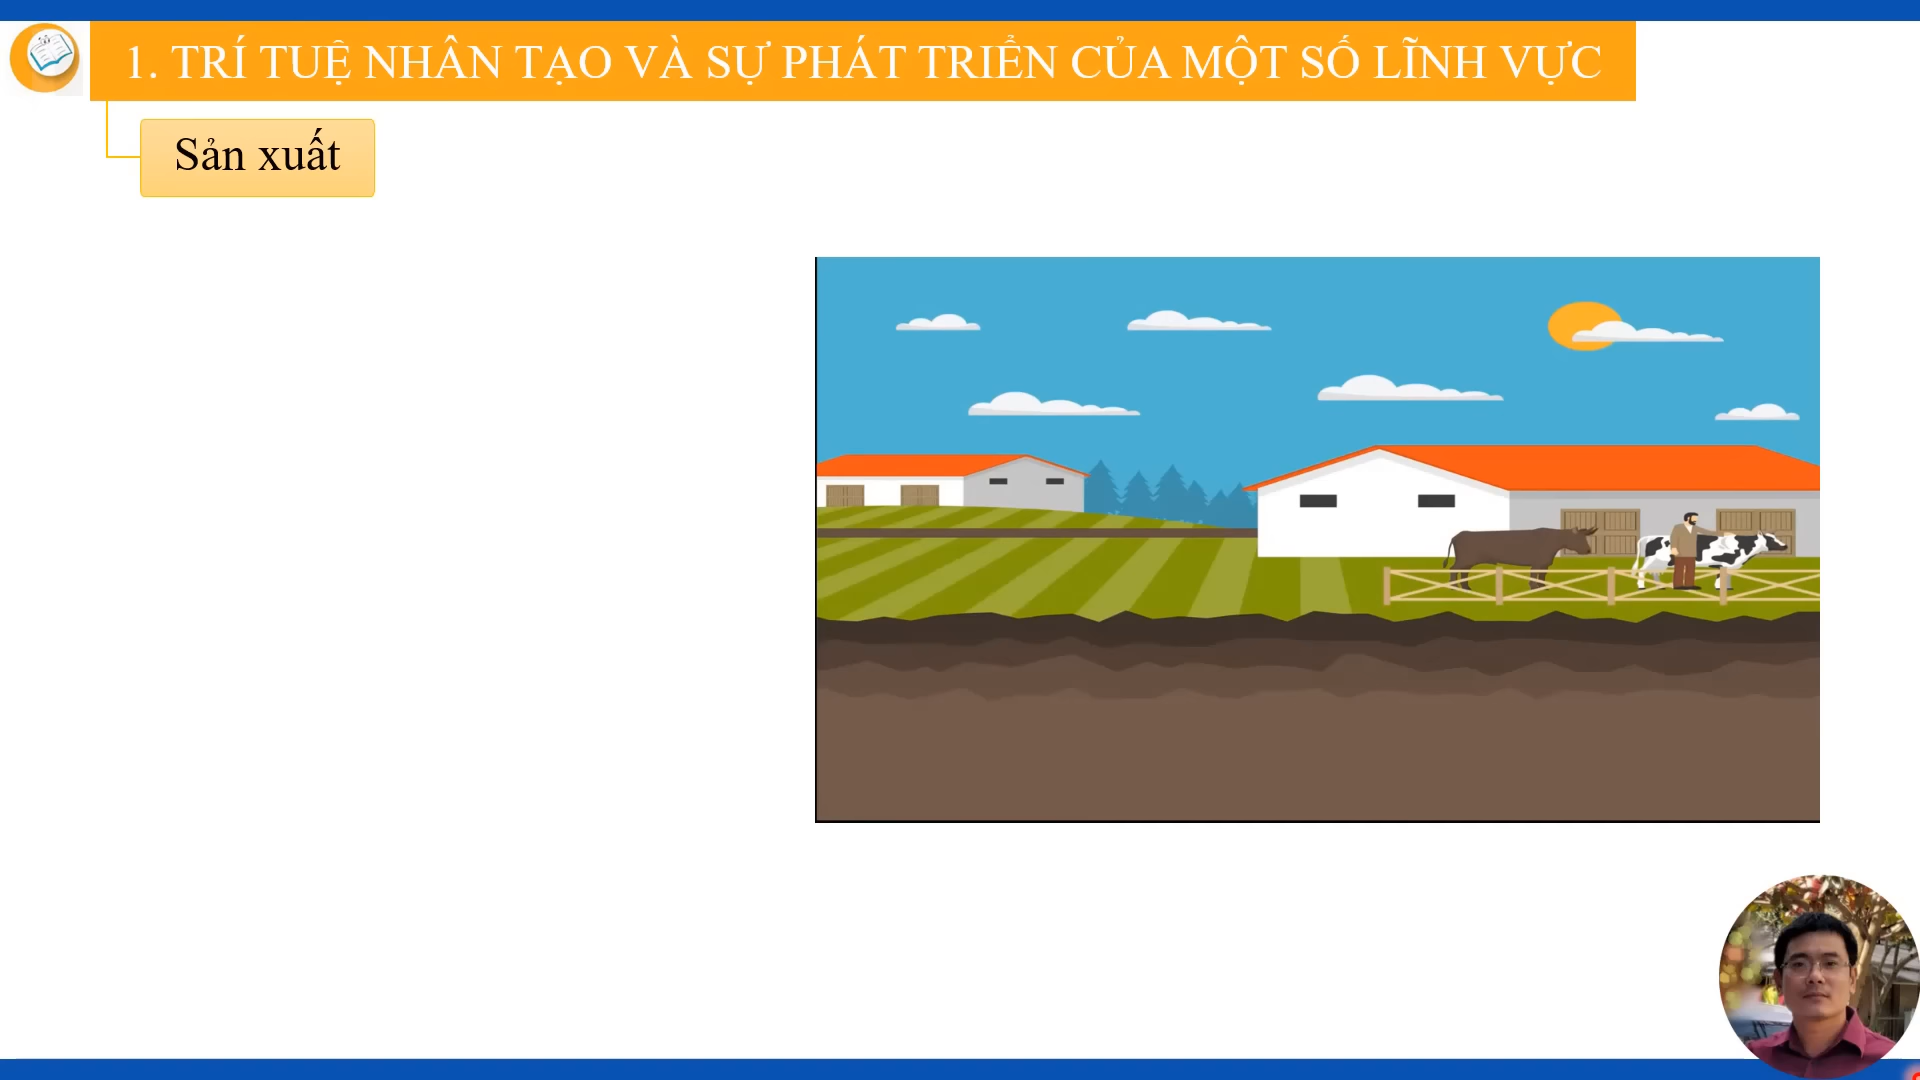 1. TRÍ TUỆ NHÂN TẠO VÀ SỰ PHÁT TRIỂN CỦA MỘT SỐ LĨNH VỰC
Sản xuất